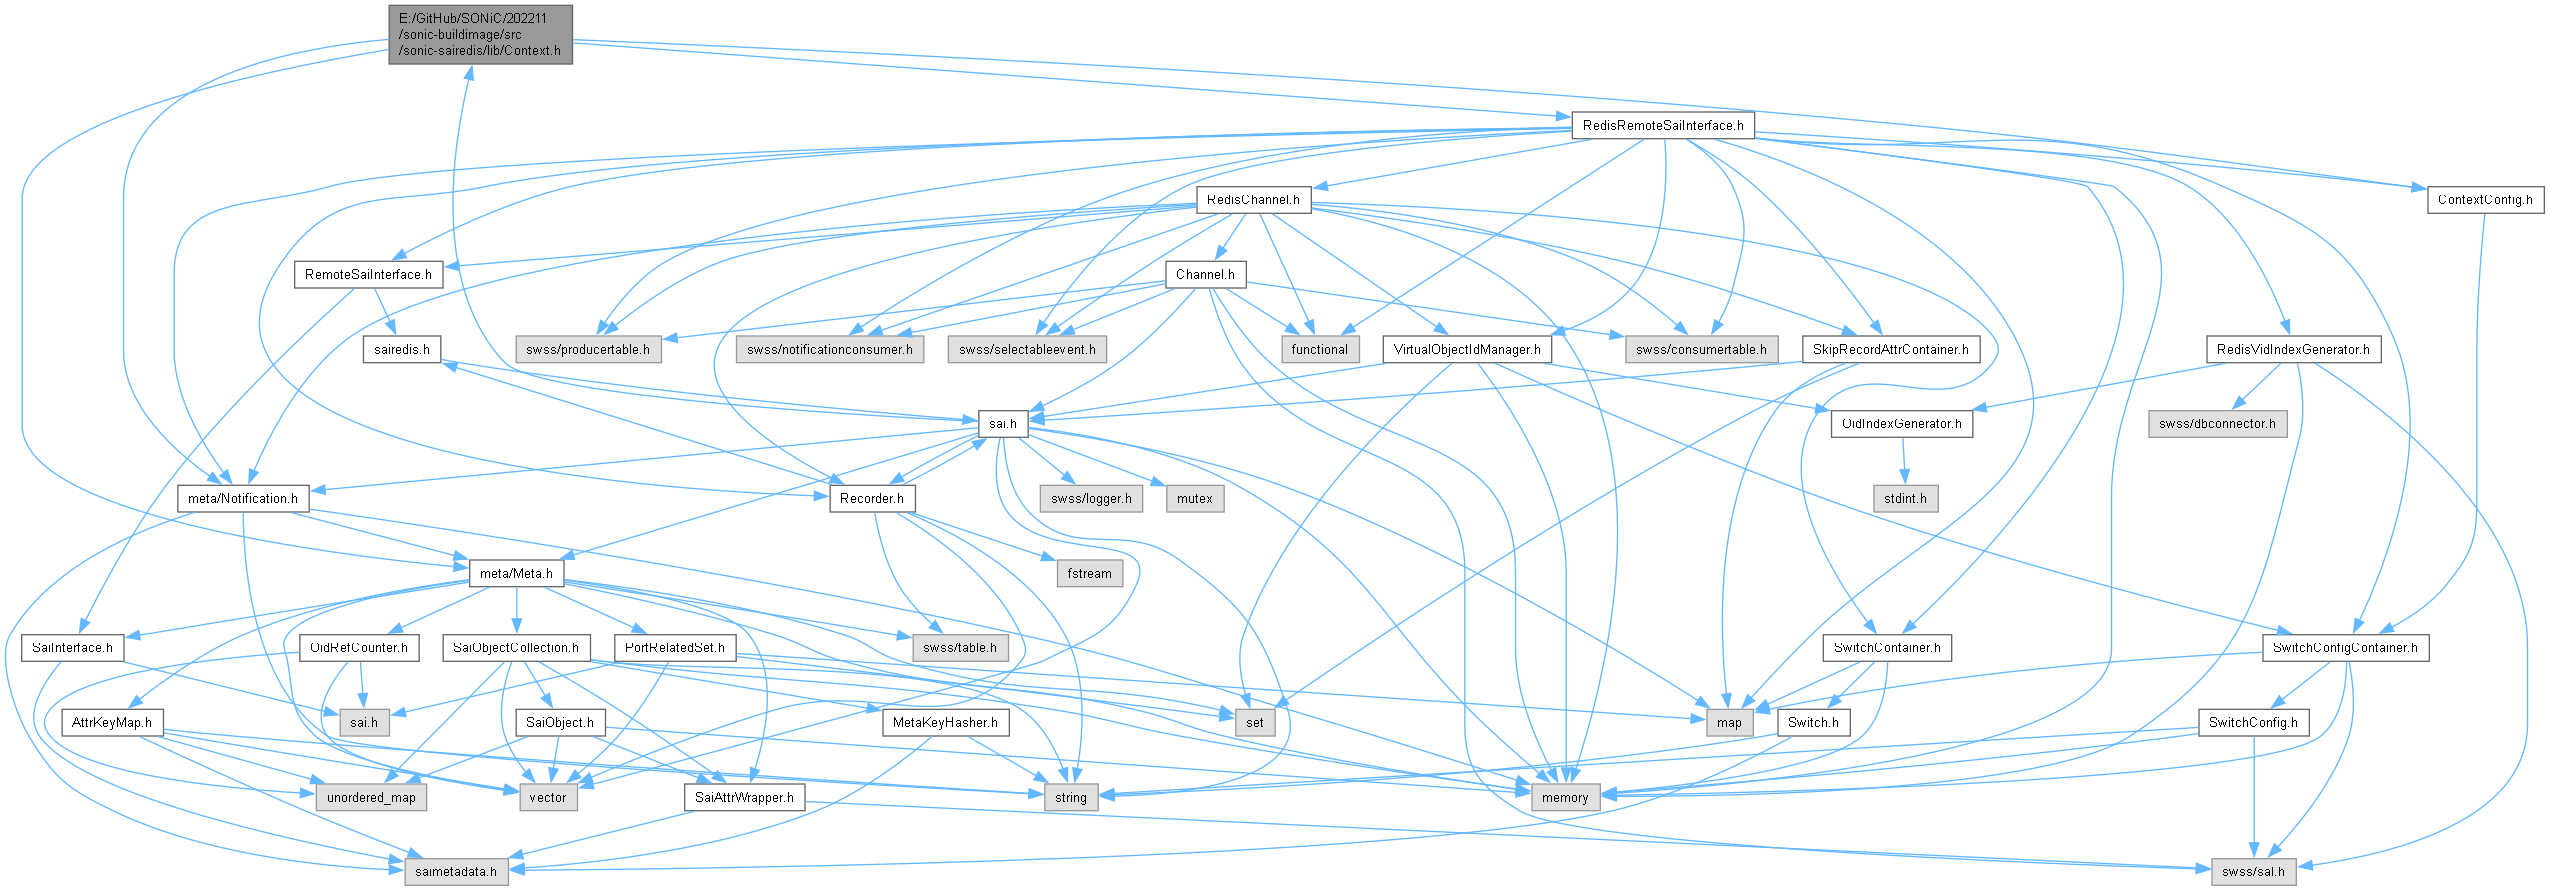 E:/GitHub/SONiC/202211
/sonic-buildimage/src
/sonic-sairedis/lib/Context.h
RedisRemoteSaiInterface.h
RedisChannel.h
ContextConfig.h
RemoteSaiInterface.h
Channel.h
sairedis.h
swss/producertable.h
swss/notificationconsumer.h
swss/selectableevent.h
functional
VirtualObjectIdManager.h
swss/consumertable.h
SkipRecordAttrContainer.h
RedisVidIndexGenerator.h
sai.h
OidIndexGenerator.h
swss/dbconnector.h
meta/Notification.h
Recorder.h
swss/logger.h
mutex
stdint.h
meta/Meta.h
fstream
SaiInterface.h
OidRefCounter.h
SaiObjectCollection.h
PortRelatedSet.h
swss/table.h
SwitchContainer.h
SwitchConfigContainer.h
AttrKeyMap.h
sai.h
SaiObject.h
MetaKeyHasher.h
set
map
Switch.h
SwitchConfig.h
unordered_map
vector
SaiAttrWrapper.h
string
memory
saimetadata.h
swss/sal.h